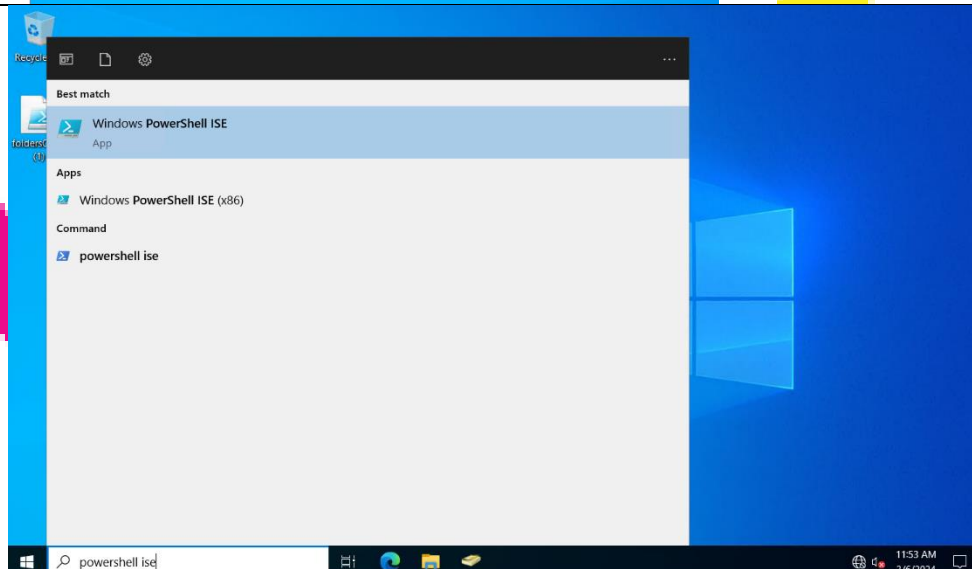 Recycle
Best match
Windows PowerShell ISE
App
(1)
Apps
Windows PowerShell ISE (x86)
Command
powershell ise
powershell ise
11:53 AM